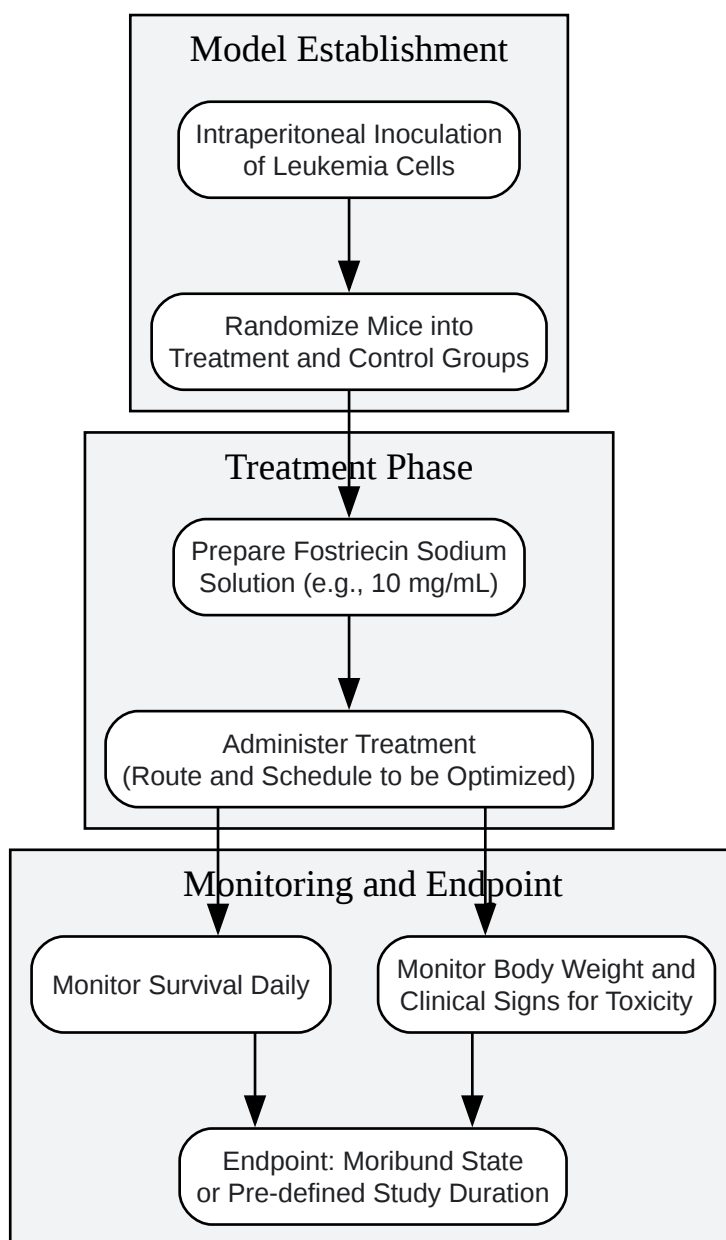 Model Establishment
Intraperitoneal Inoculation
of Leukemia Cells
Randomize Mice into
Treatment and Control Groups
Treatment Phase
Prepare Fostriecin Sodium
Solution (e.g., 10 mg/mL)
Administer Treatment
(Route and Schedule to be Optimized)
Monitoring and Endpoint
Monitor Survival Daily
Monitor Body Weight and
Clinical Signs for Toxicity
Endpoint: Moribund State
or Pre-defined Study Duration